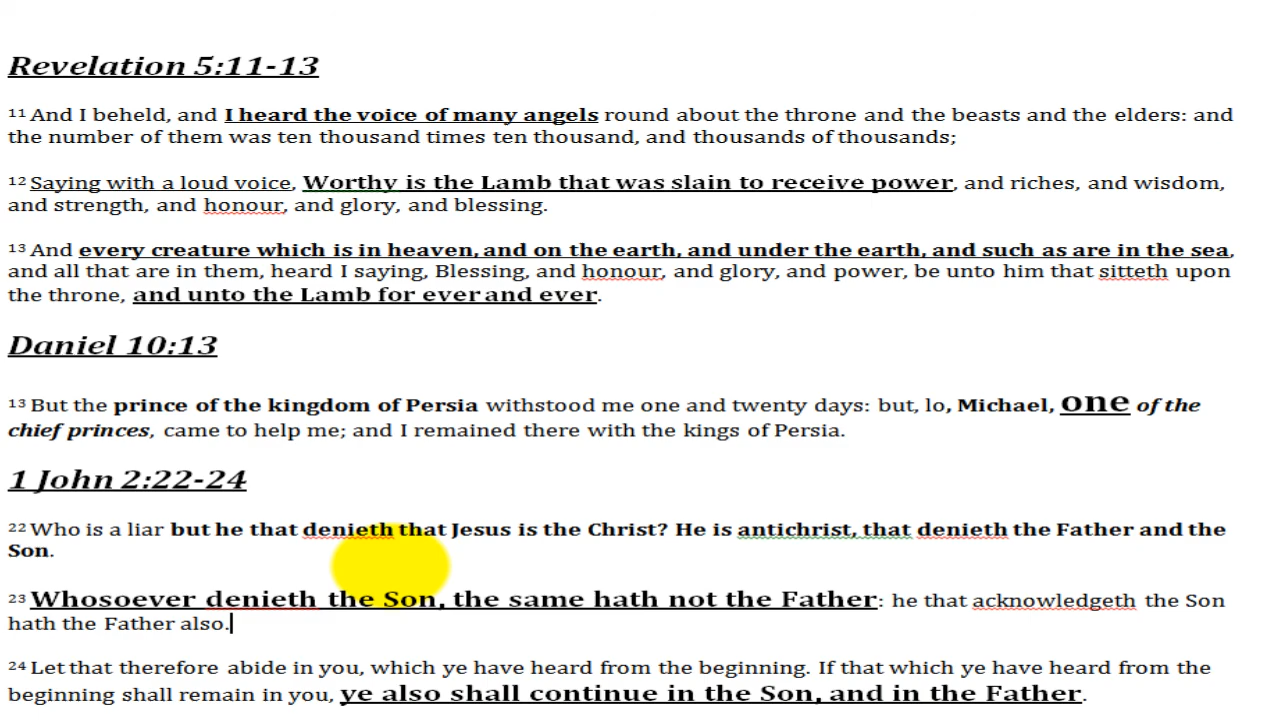 Revelation 5:11-13
11 And I beheld, and I heard the voice of many angels round about the throne and the beasts and the elders: and
the number of them was ten thousand times ten thousand, and thousands of thousands;
12 Saying with a loud voice, Worthy is the Lamb that was slain to receive power, and riches, and wisdom,
and strength, and honour, and glory, and blessing.
13 And every creature which is in heaven, and on the earth, and under the earth, and such as are in the sea,
and all that are in them, heard I saying, Blessing, and honour, and glory, and power, be unto him that sitteth upon
the throne, and unto the Lamb for ever and ever.
Daniel 10:13
13 But the prince of the kingdom of Persia withstood me one and twenty days: but, lo, Michael, one of the
chief princes, came to help me; and I remained there with the kings of Persia.
1 John 2:22-24
22 Who is a liar but he that denieth that Jesus is the Christ? He is antichrist, that denieth the Father and the
Son.
23 Whosoever denieth the Son, the same hath not the Father: he that acknowledgeth the Son
hath the Father also.
24 Let that therefore abide in you, which ye have heard from the beginning. If that which ye have heard from the
beginning shall remain in you, ye also shall continue in the Son, and in the Father.